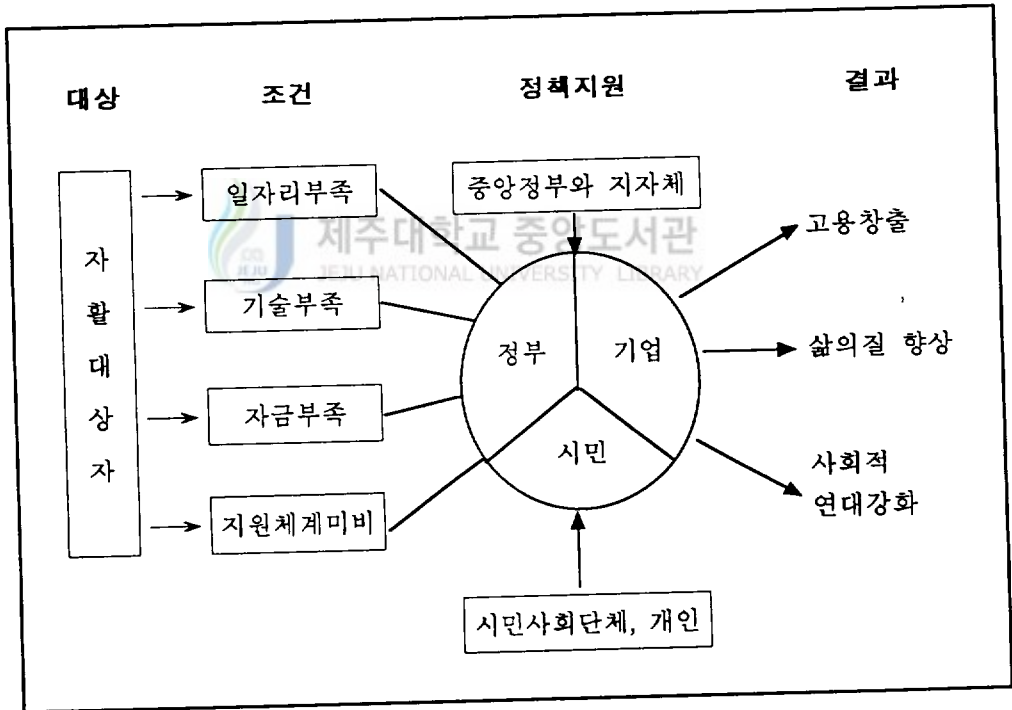 대상 조건 정책지원 결과
자활대상자
일자리부족
기술부족
자금부족
지원체계미비
중앙정부와 지자체
정부
기업
시민
시민사회단체, 개인
고용창출
삶의질 향상
사회적
연대강화
제주대학교 중앙도서관
JEJU NATIONAL UNIVERSITY LIBRARY
JEJU